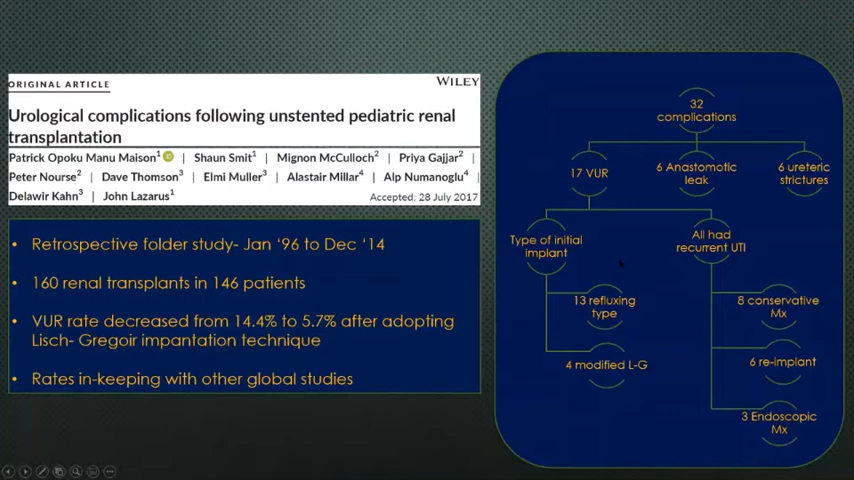 ORIGINAL ARTICLE
WILEY
Urological complications following unstented pediatric renal
transplantation
Patrick Opoku Manu Maison1 | Shaun Smit1 | Mignon McCulloch2 | Priya Gajjar2 |
Peter Nourse2 | Dave Thomson3 | Elmi Muller3 | Alastair Millar4 | Alp Numanoglu4 |
Delawir Kahn3 | John Lazarus1
Accepted: 28 July 2017
• Retrospective folder study- Jan ‘96 to Dec ‘14
• 160 renal transplants in 146 patients
• VUR rate decreased from 14.4% to 5.7% after adopting
Lisch- Gregoir impantation technique
• Rates in-keeping with other global studies
32
complications
17 VUR
6 Anastomotic
leak
6 ureteric
strictures
Type of initial
implant
All had
recurrent UTI
13 refluxing
type
4 modified L-G
8 conservative
Mx
6 re-implant
3 Endoscopic
Mx